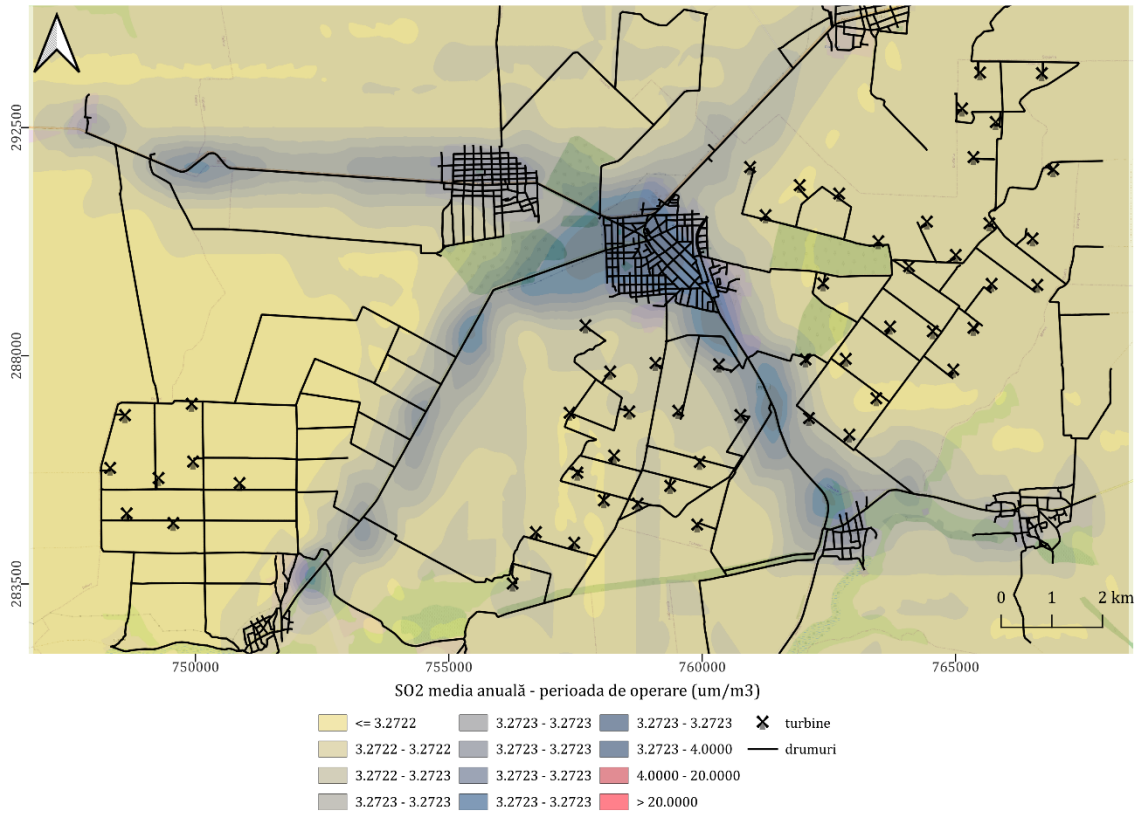 292500
288000
283500
0 1 2 km
750000 755000 760000 765000
SO2 media anuală - perioada de operare (um/m3)
<= 3.2722 3.2723 - 3.2723 3.2723 - 3.2723 turbine
3.2722 - 3.2722 3.2723 - 3.2723 3.2723 - 4.0000 drumuri
3.2722 - 3.2723 3.2723 - 3.2723 4.0000 - 20.0000
3.2723 - 3.2723 3.2723 - 3.2723 > 20.0000